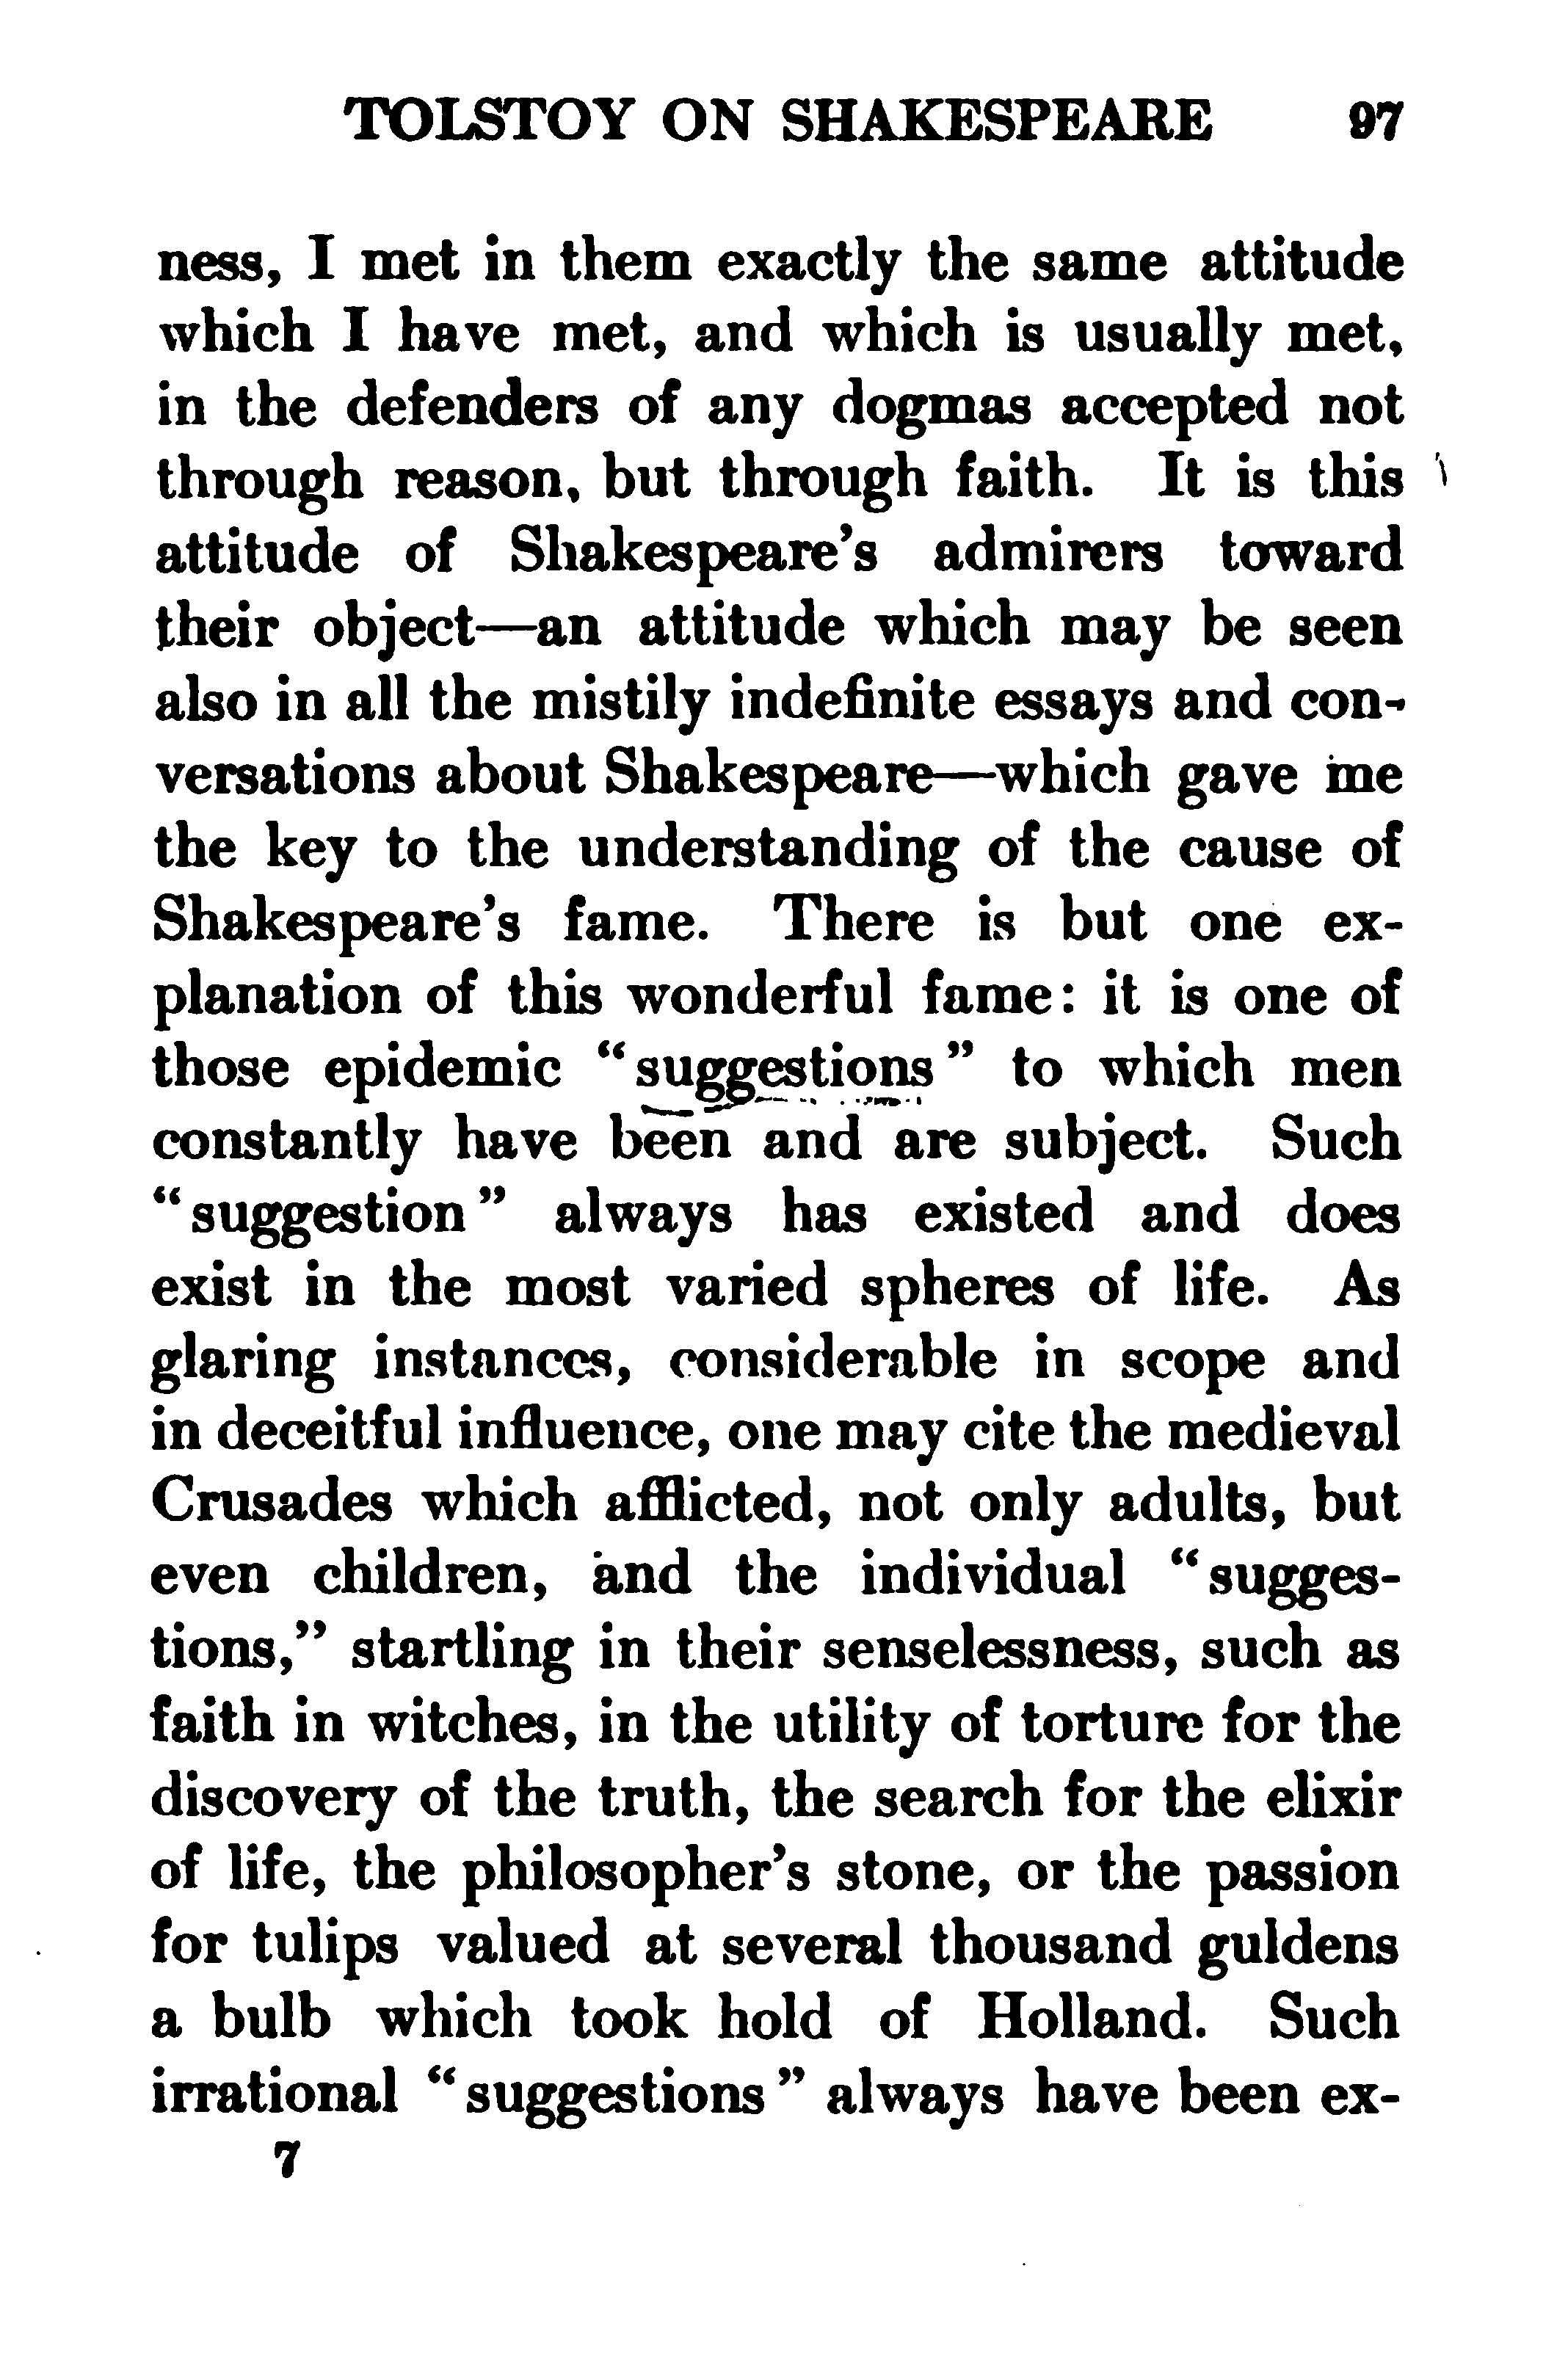 TOLSTOY ON SHAKESPEARE 97
ness, I met in them exactly the same attitude
which I have met, and which is usually met,
in the defenders of any dogmas accepted not
through reason, but through faith. It is this
attitude of Shakespeare's admirers toward
their object—an attitude which may be seen
also in all the mistily indefinite essays and con-
versations about Shakespeare—which gave me
the key to the understanding of the cause of
Shakespeare's fame. There is but one ex-
planation of this wonderful fame: it is one of
those epidemic "suggestions" to which men
constantly have been and are subject. Such
"suggestion" always has existed and does
exist in the most varied spheres of life. As
glaring instances, considerable in scope and
in deceitful influence, one may cite the medieval
Crusades which afflicted, not only adults, but
even children, and the individual "sugges-
tions," startling in their senselessness, such as
faith in witches, in the utility of torture for the
discovery of the truth, the search for the elixir
of life, the philosopher's stone, or the passion
for tulips valued at several thousand guldens
a bulb which took hold of Holland. Such
irrational "suggestions" always have been ex-
7